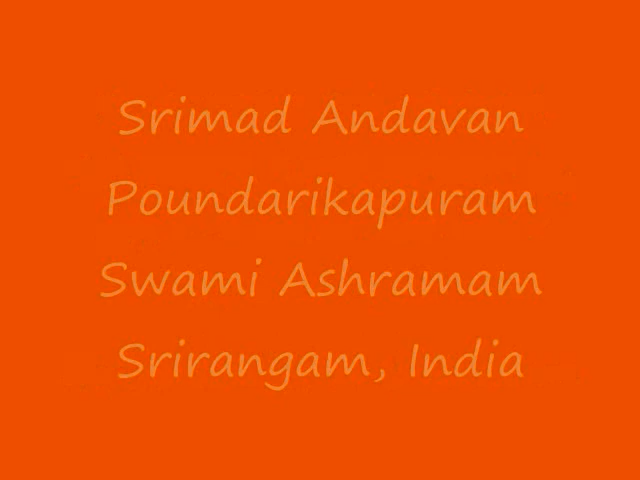 Srimad Andavan
Poundarikapuram
Swami Ashramam
Srirangam, India